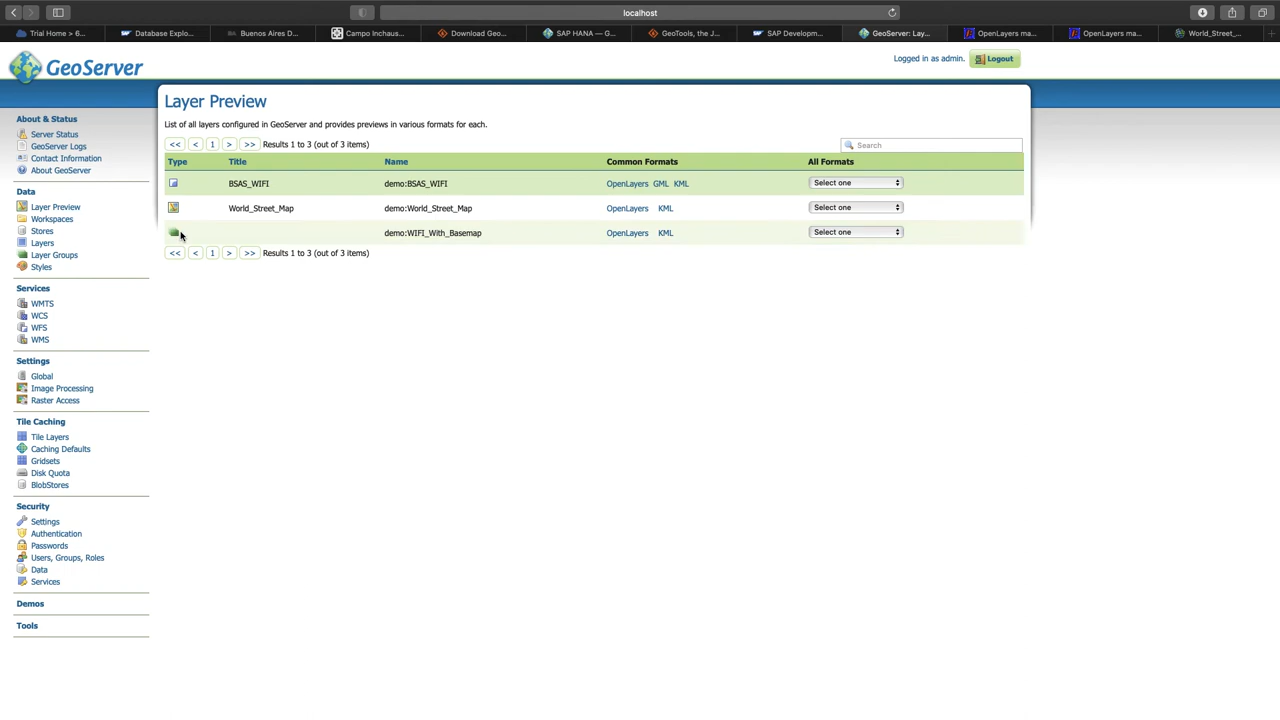 localhost
Trial Home > 6...
Database Explo...
Buenos Aires D...
Campo Inchaus...
Download Geo...
SAP HANA — G...
GeoTools, the J...
SAP Developm...
GeoServer: Lay...
OpenLayers ma...
OpenLayers ma...
World_Street_...
GeoServer
Logged in as admin.
Logout
About & Status
Server Status
GeoServer Logs
Contact Information
About GeoServer
Data
Layer Preview
Workspaces
Stores
Layers
Layer Groups
Styles
Services
WMTS
WCS
WFS
WMS
Settings
Global
Image Processing
Raster Access
Tile Caching
Tile Layers
Caching Defaults
Gridsets
Disk Quota
BlobStores
Security
Settings
Authentication
Passwords
Users, Groups, Roles
Data
Services
Demos
Tools
Layer Preview
List of all layers configured in GeoServer and provides previews in various formats for each.
<< < 1 > >> Results 1 to 3 (out of 3 items)
Search
Type Title Name Common Formats All Formats
BSAS_WIFI demo:BSAS_WIFI OpenLayers GML KML Select one
World_Street_Map demo:World_Street_Map OpenLayers KML Select one
demo:WIFI_With_Basemap OpenLayers KML Select one
<< < 1 > >> Results 1 to 3 (out of 3 items)